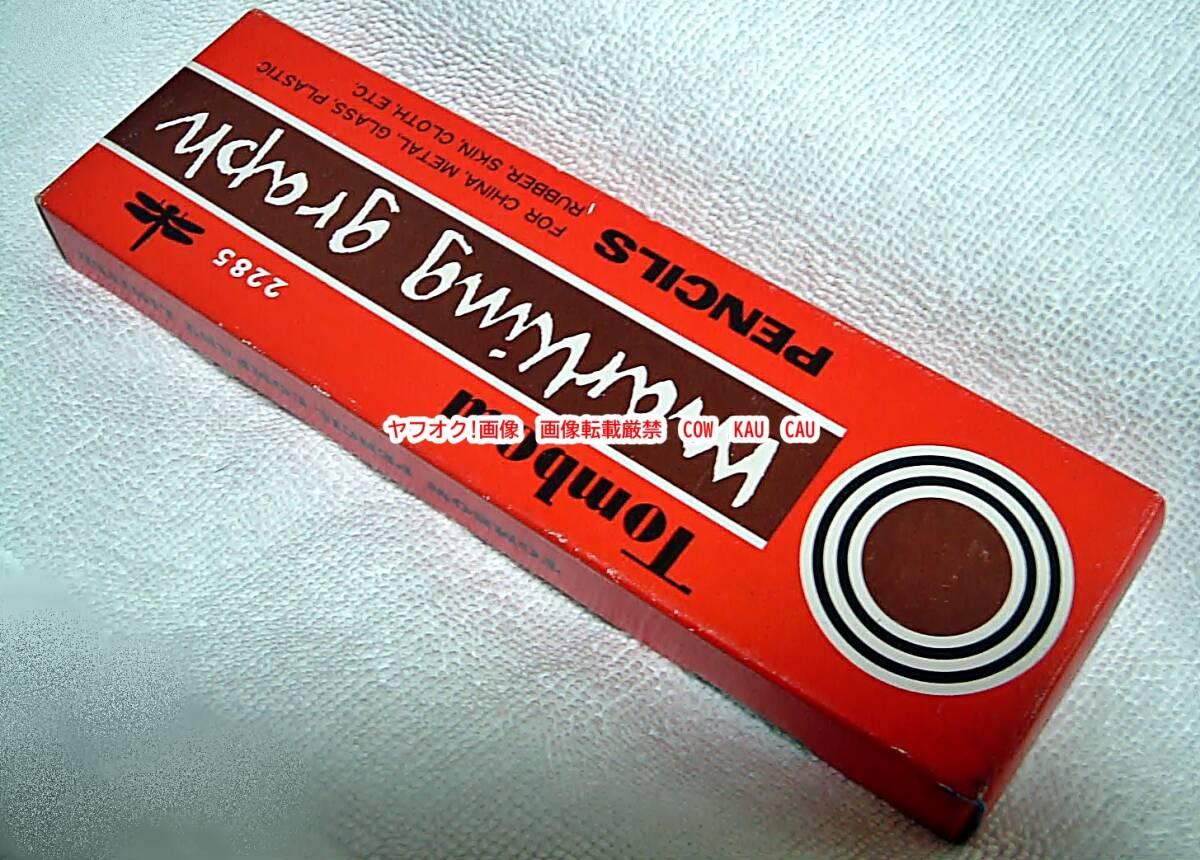 Tombow
Marking graph
PENCILS
FOR CHINA, METAL, GLASS, PLASTIC
RUBBER, SKIN, CLOTH, ETC.
2285
ヤフオク!画像 画像転載厳禁 COW KAU CAU